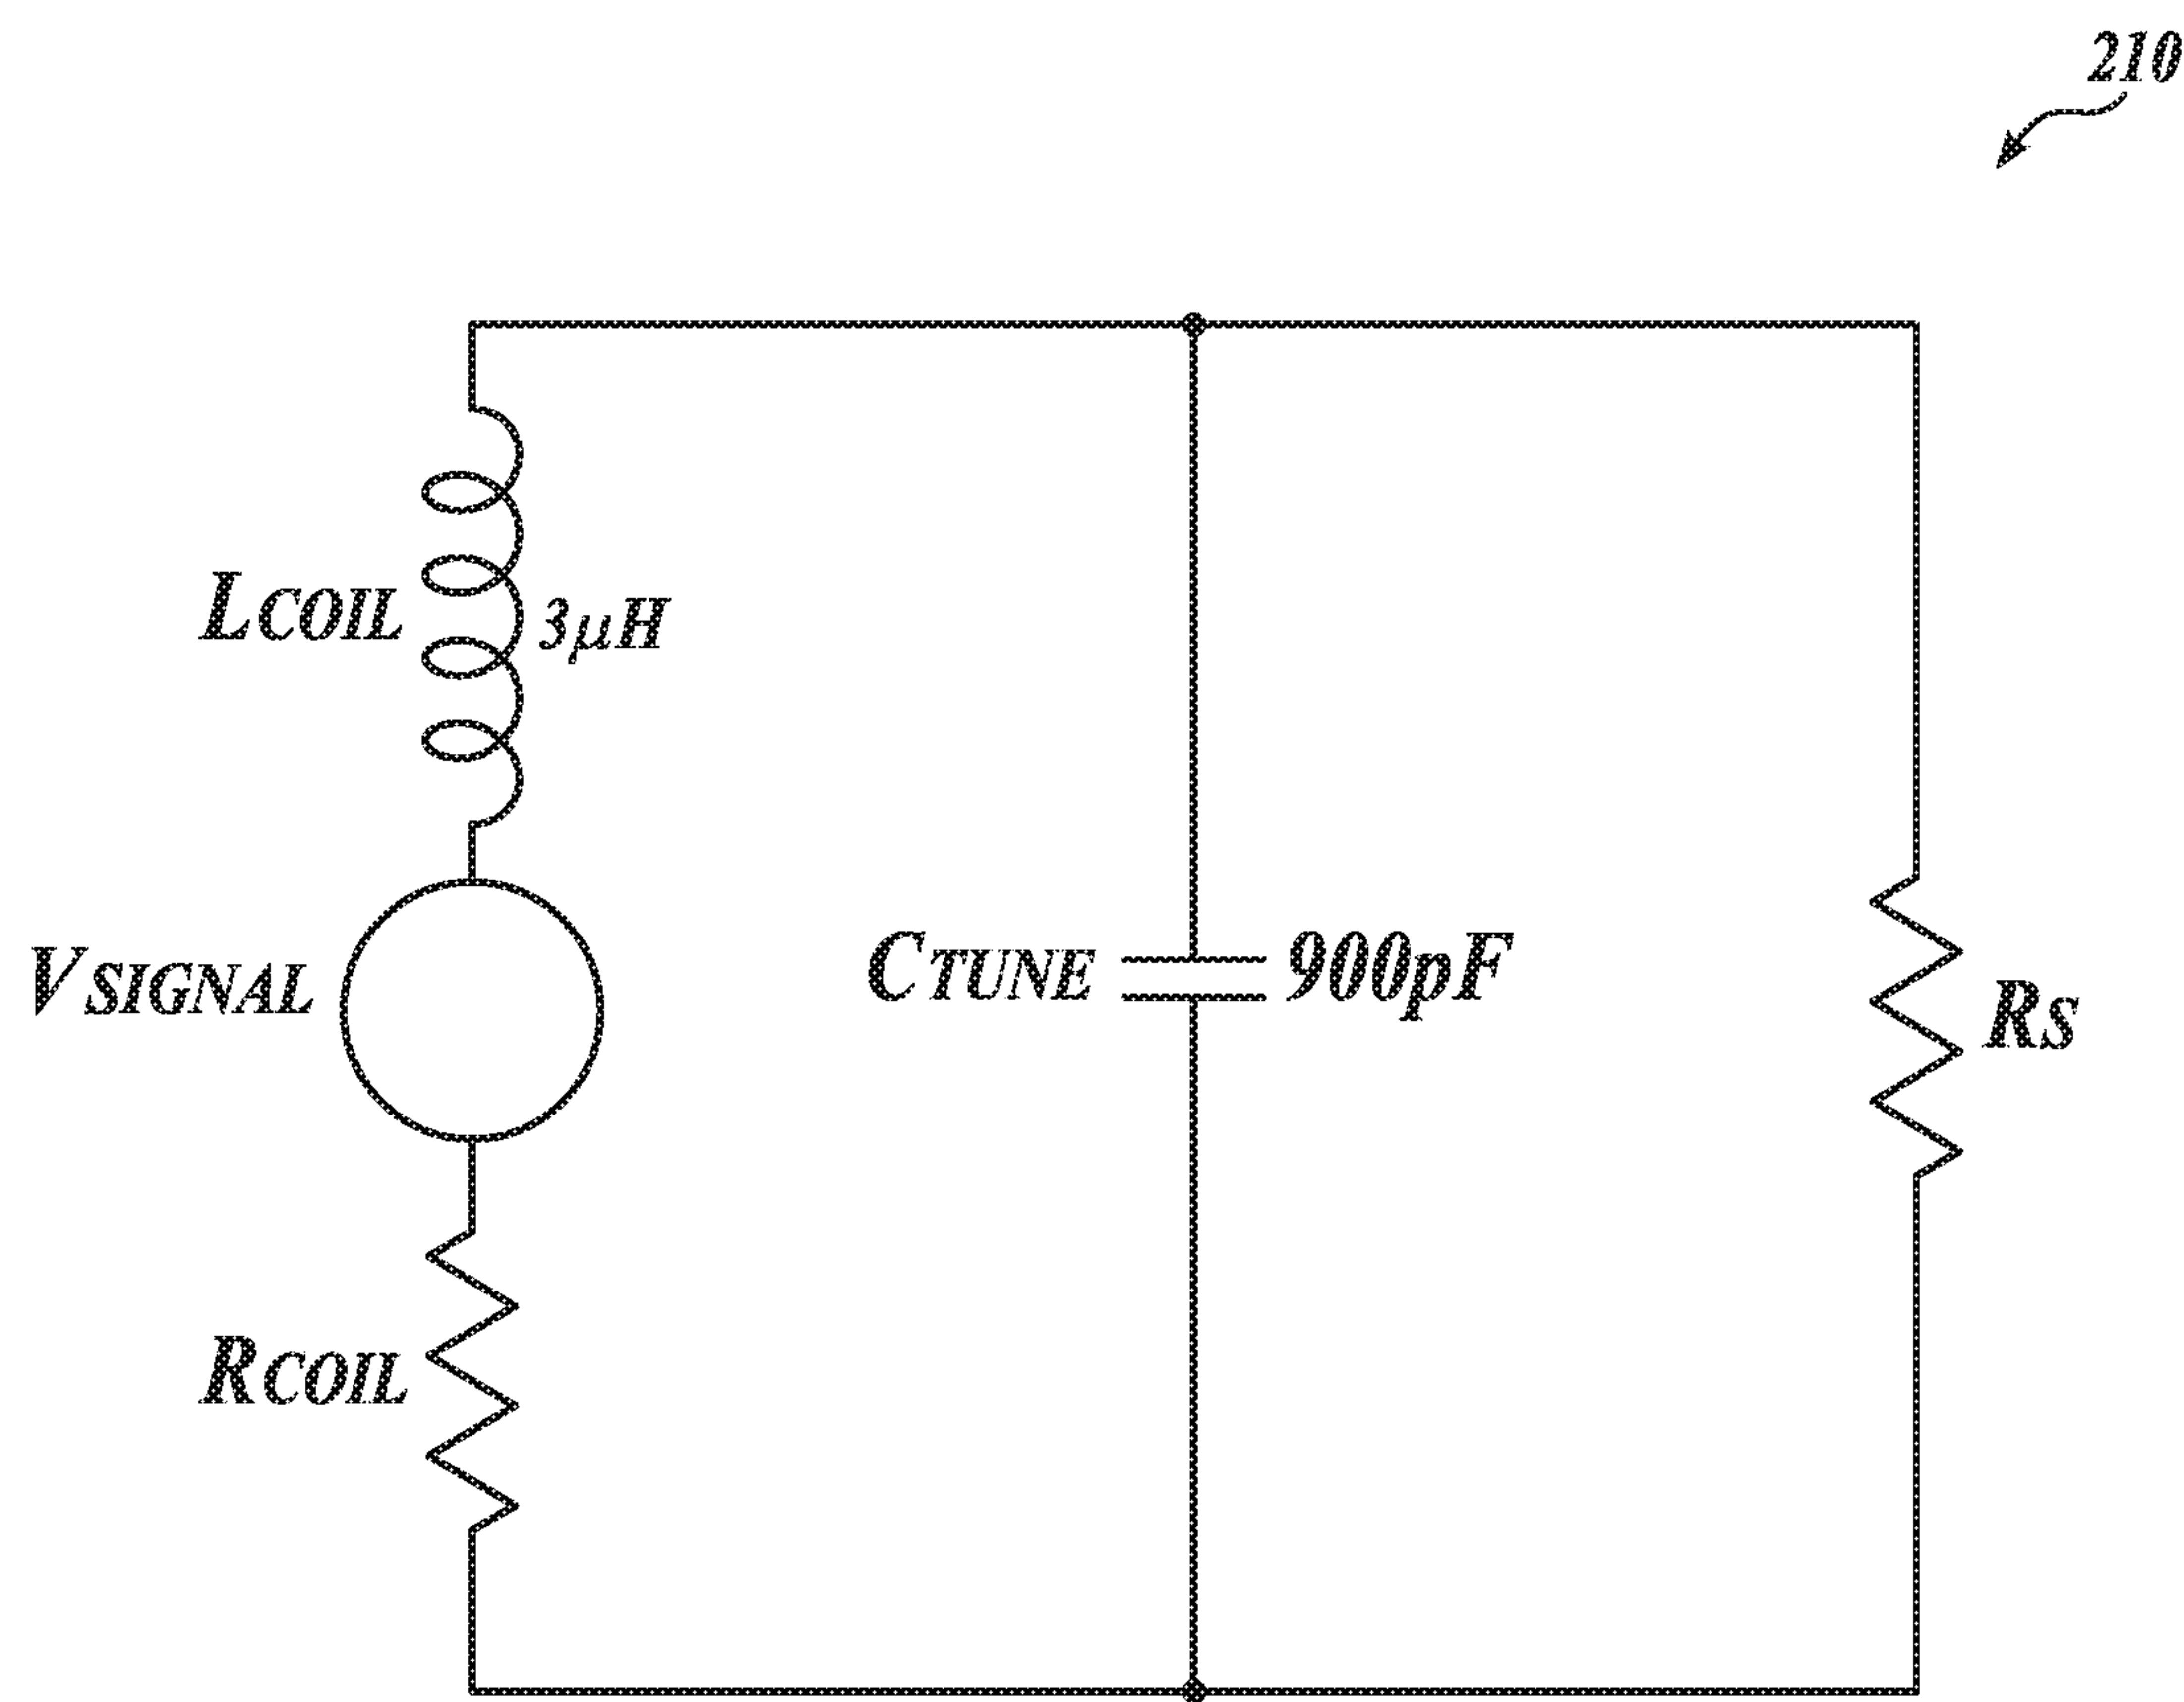 210
LCOIL
3μH
VSIGNAL
CTUNE
900pF
RS
RCOIL